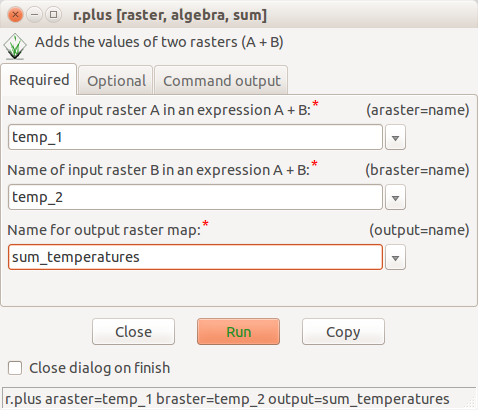 r.plus [raster, algebra, sum]
Adds the values of two rasters (A + B)
Required Optional Command output
Name of input raster A in an expression A + B:* (araster=name)
temp_1
Name of input raster B in an expression A + B:* (braster=name)
temp_2
Name for output raster map:* (output=name)
sum_temperatures
Close Run Copy
Close dialog on finish
r.plus araster=temp_1 braster=temp_2 output=sum_temperatures